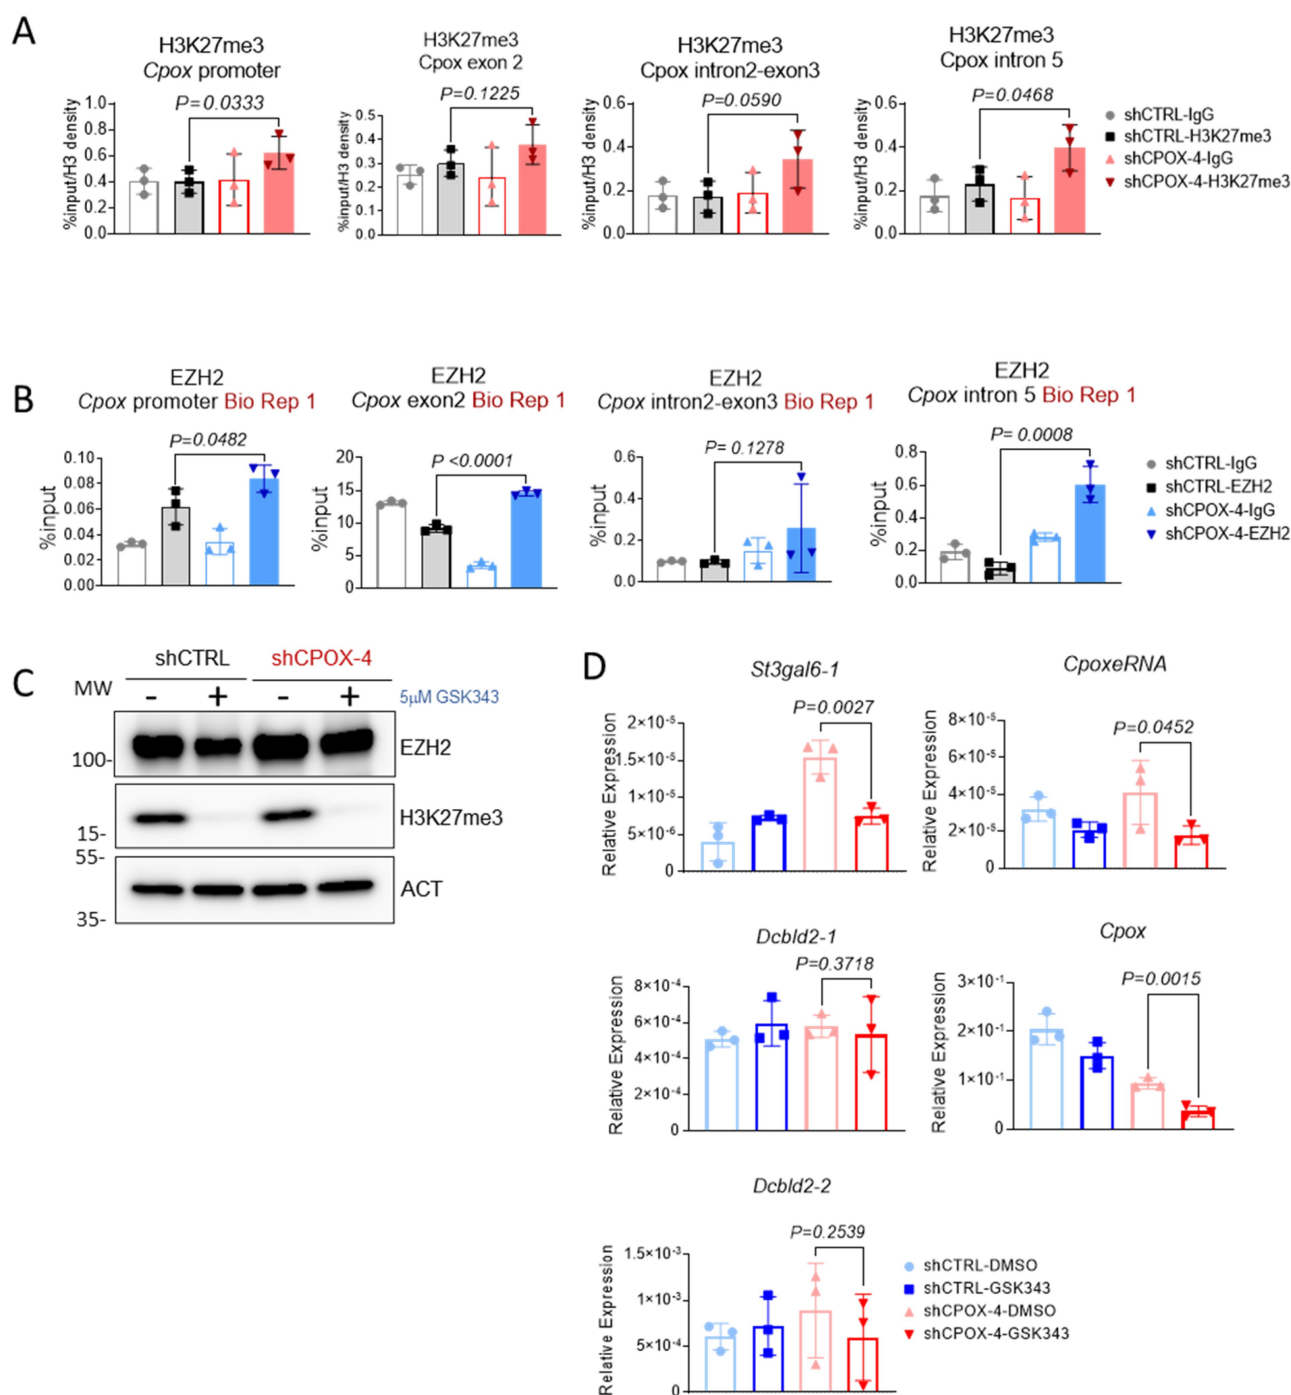 A
H3K27me3
Cpox promoter
P=0.0333
%input/H3 density
1.0
0.8
0.6
0.4
0.2
0.0
H3K27me3
Cpox exon 2
P=0.1225
%input/H3 density
0.5
0.4
0.3
0.2
0.1
0.0
H3K27me3
Cpox intron2-exon3
P=0.0590
%input/H3 density
0.6
0.4
0.2
0.0
H3K27me3
Cpox intron 5
P=0.0468
%input/H3 density
0.6
0.4
0.2
0.0
shCTRL-IgG
shCTRL-H3K27me3
shCPOX-4-IgG
shCPOX-4-H3K27me3
B
EZH2
Cpox promoter Bio Rep 1
P=0.0482
%input
0.10
0.08
0.06
0.04
0.02
0.00
EZH2
Cpox exon2 Bio Rep 1
P <0.0001
%input
20
15
10
5
0
EZH2
Cpox intron2-exon3 Bio Rep 1
P= 0.1278
%input
0.6
0.4
0.2
0.0
EZH2
Cpox intron 5 Bio Rep 1
P= 0.0008
%input
0.8
0.6
0.4
0.2
0.0
shCTRL-IgG
shCTRL-EZH2
shCPOX-4-IgG
shCPOX-4-EZH2
C
shCTRL shCPOX-4
MW - + - + 5µM GSK343
100- EZH2
H3K27me3
15-
55-
ACT
35-
D
St3gal6-1
P=0.0027
Relative Expression
2×10⁻⁵
1.5×10⁻⁵
1×10⁻⁵
5×10⁻⁶
0
CpoxeRNA
P=0.0452
Relative Expression
8×10⁻⁵
6×10⁻⁵
4×10⁻⁵
2×10⁻⁵
0
Dcbld2-1
P=0.3718
Relative Expression
8×10⁻⁴
6×10⁻⁴
4×10⁻⁴
2×10⁻⁴
0
Cpox
P=0.0015
Relative Expression
3×10⁻¹
2×10⁻¹
1×10⁻¹
0
Dcbld2-2
P=0.2539
Relative Expression
1.5×10⁻³
1×10⁻³
5×10⁻⁴
0
shCTRL-DMSO
shCTRL-GSK343
shCPOX-4-DMSO
shCPOX-4-GSK343